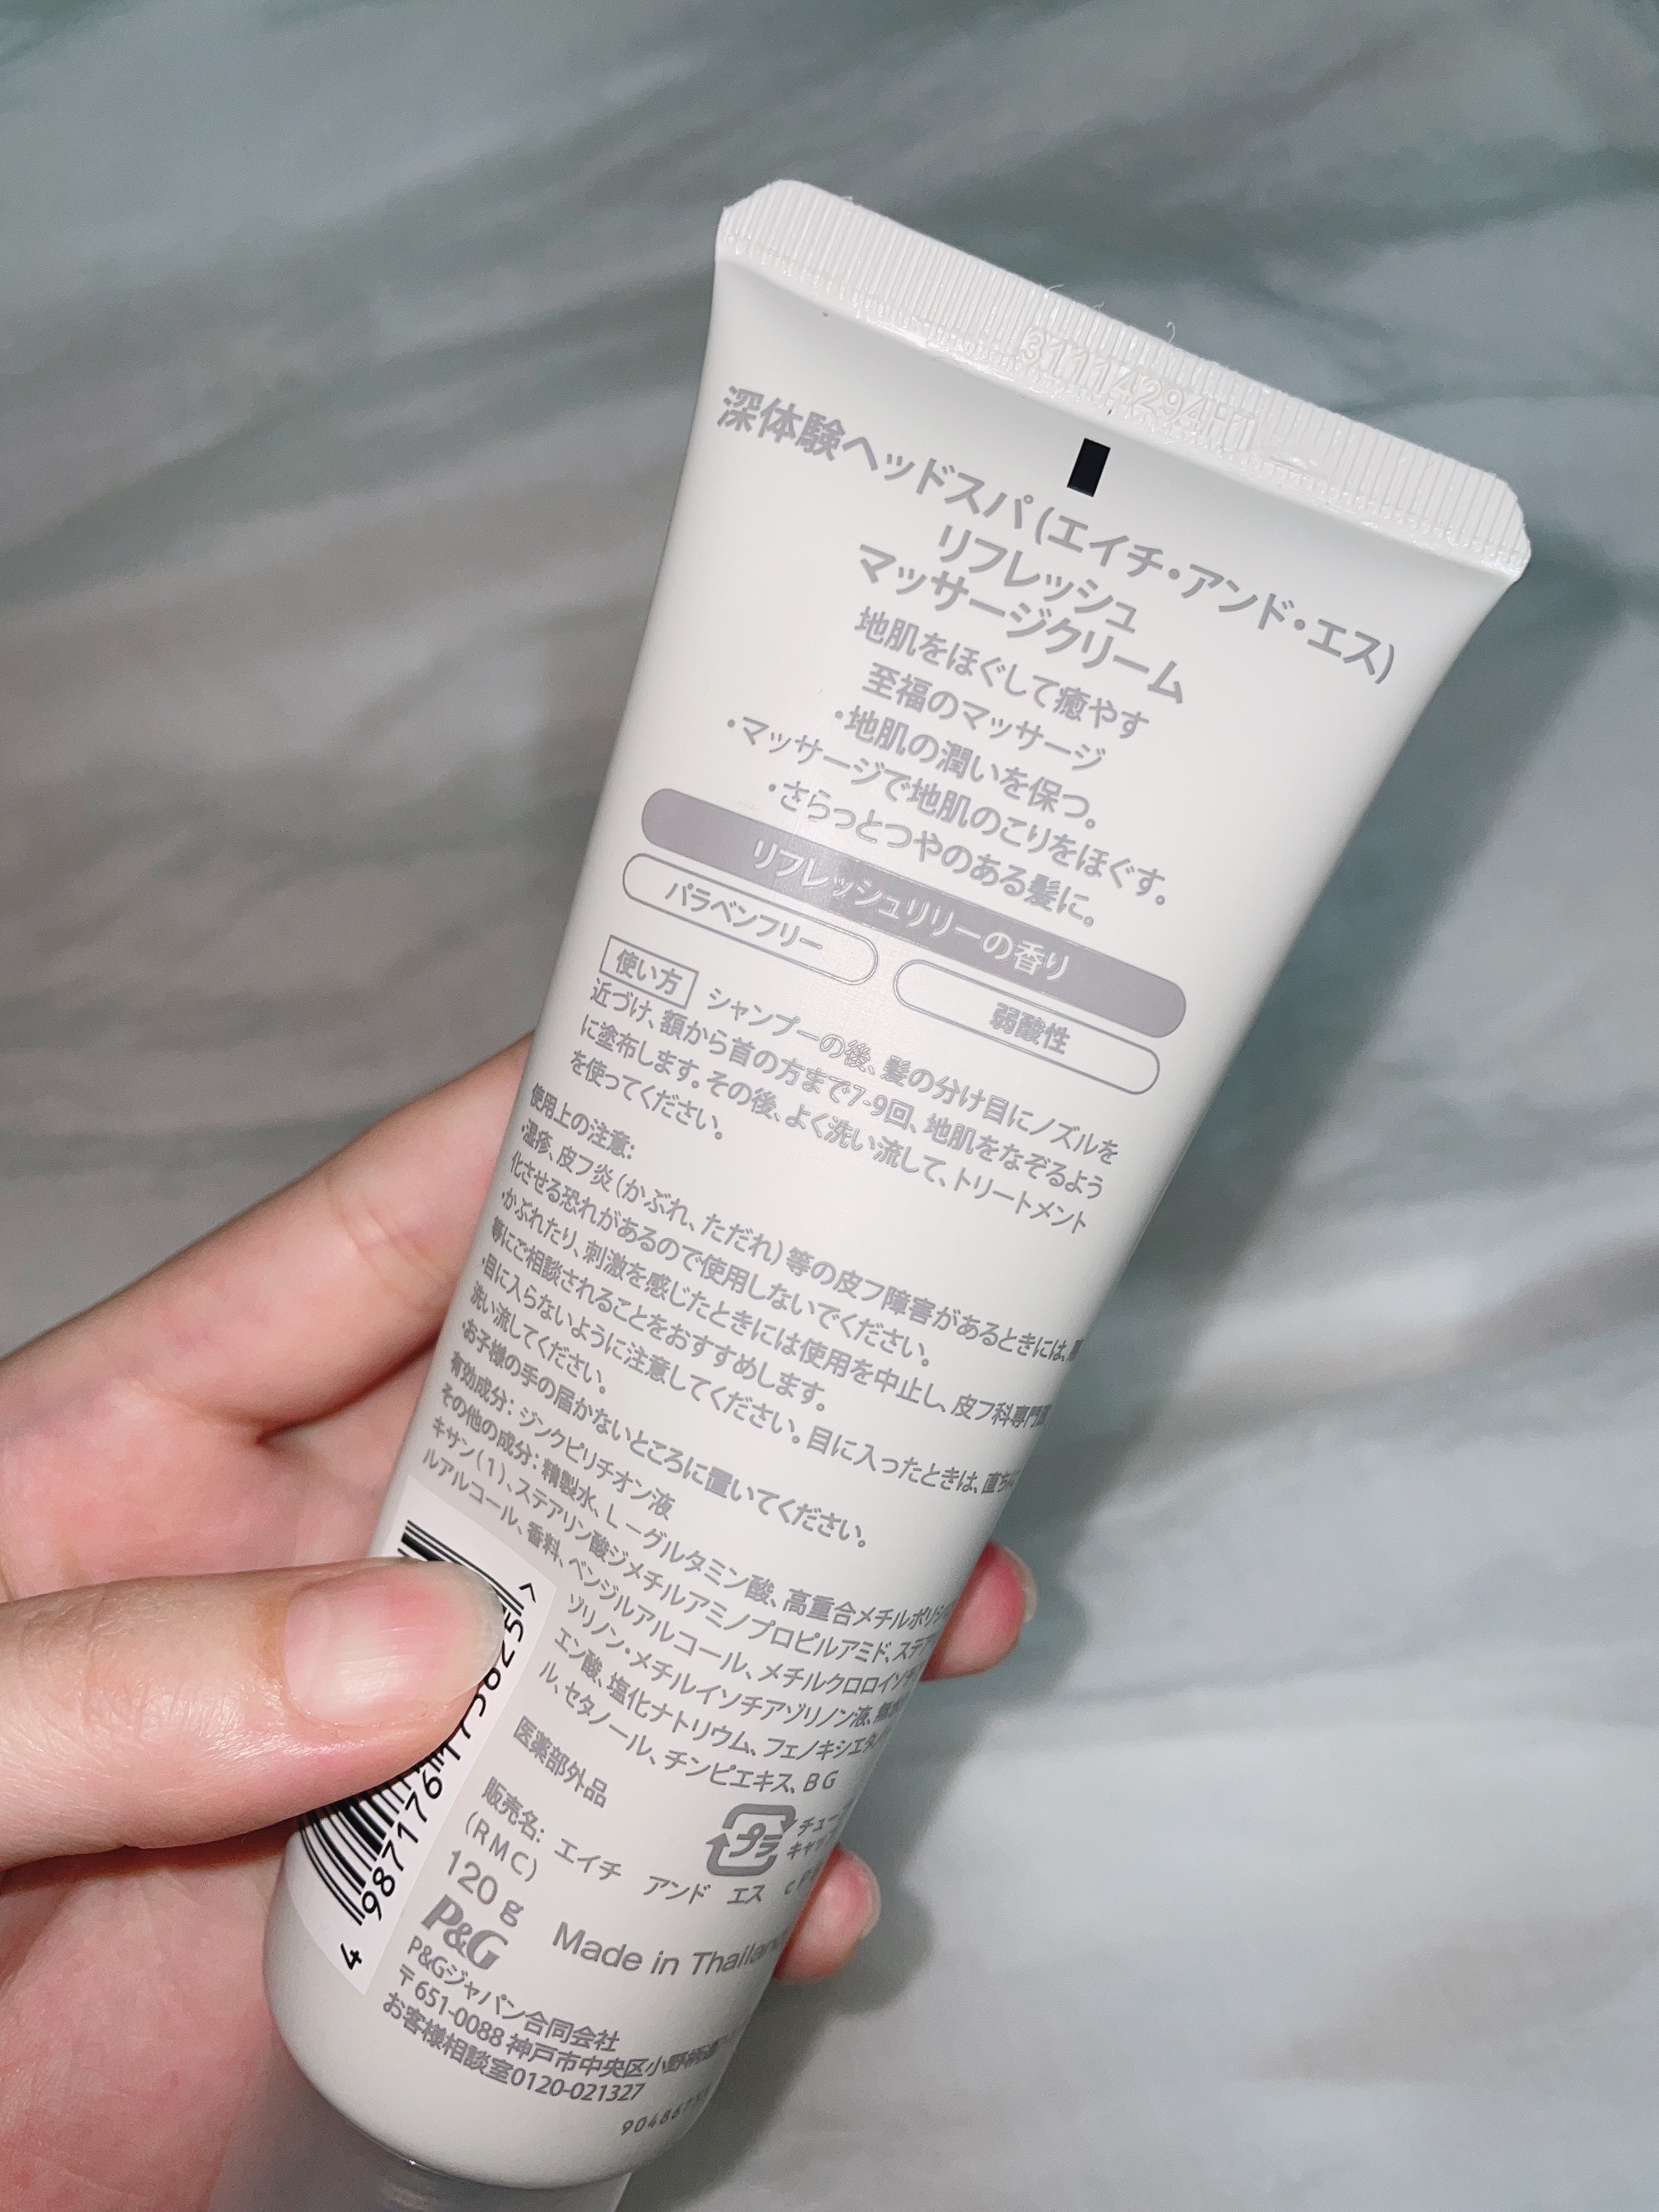 31114294H1
深体験ヘッドスパ(エイチ・アンド・エス)
リフレッシュ
マッサージクリーム
地肌をほぐして癒やす
至福のマッサージ
・地肌の潤いを保つ。
・マッサージで地肌のこりをほぐす。
・さらっとつやのある髪に。
リフレッシュリリーの香り
パラベンフリー 弱酸性
使い方 シャンプーの後、髪の分け目にノズルを
近づけ、額から首の方まで7-9回、地肌をなぞるよう
に塗布します。その後、よく洗い流して、トリートメント
を使ってください。
使用上の注意:
・湿疹、皮フ炎(かぶれ、ただれ)等の皮フ障害があるときには、
化させる恐れがあるので使用しないでください。
・かぶれたり、刺激を感じたときには使用を中止し、皮フ科専門医
等にご相談されることをおすすめします。
・目に入らないように注意してください。目に入ったときは、直ちに
洗い流してください。
・お子様の手の届かないところに置いてください。
有効成分:ジンクピリチオン液
その他の成分:精製水、L-グルタミン酸、高重合メチルポリシロ
キサン(1)、ステアリン酸ジメチルアミノプロピルアミド、ステア
ルアルコール、香料、ベンジルアルコール、メチルクロロイソチ
ゾリノン・メチルイソチアゾリノン液、無水
エン酸、塩化ナトリウム、フェノキシエタ
ル、セタノール、チンピエキス、BG
医薬部外品
プラ
チュー
キャッ
販売名:エイチ アンド エス c
(RMC)
120g Made in Thailand
P&G
P&Gジャパン合同会社
〒651-0088 神戸市中央区小野柄通
お客様相談室0120-021327